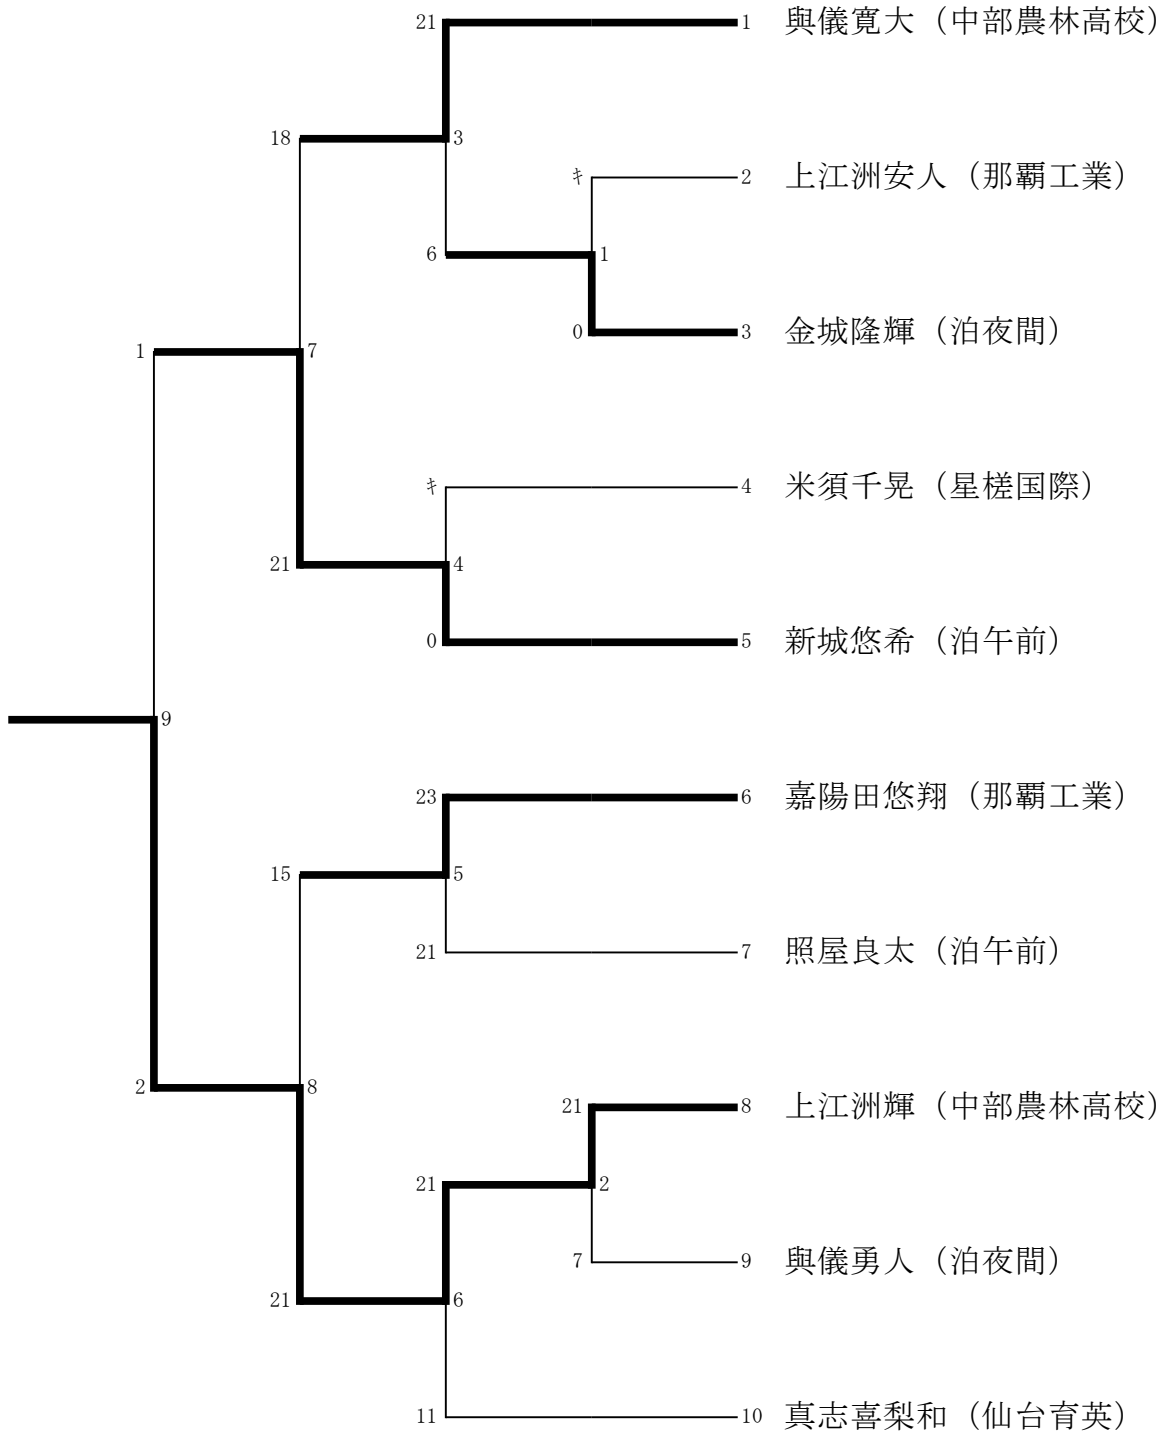 21 1 與儀寛大（中部農林高校）
18 3
ｷ 2 上江洲安人（那覇工業）
6 1
0 3 金城隆輝（泊夜間）
1 7
ｷ 4 米須千晃（星槎国際）
21 4
0 5 新城悠希（泊午前）
9
23 6 嘉陽田悠翔（那覇工業）
15 5
21 7 照屋良太（泊午前）
2 8
21 8 上江洲輝（中部農林高校）
21 2
7 9 與儀勇人（泊夜間）
21 6
11 10 真志喜梨和（仙台育英）